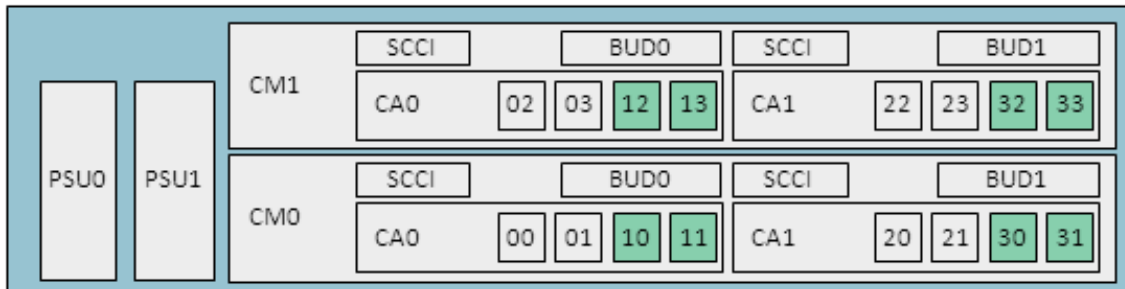 SCCI BUD0 SCCI BUD1
CM1
CA0 02 03 12 13 CA1 22 23 32 33
PSU0 PSU1
SCCI BUD0 SCCI BUD1
CM0
CA0 00 01 10 11 CA1 20 21 30 31